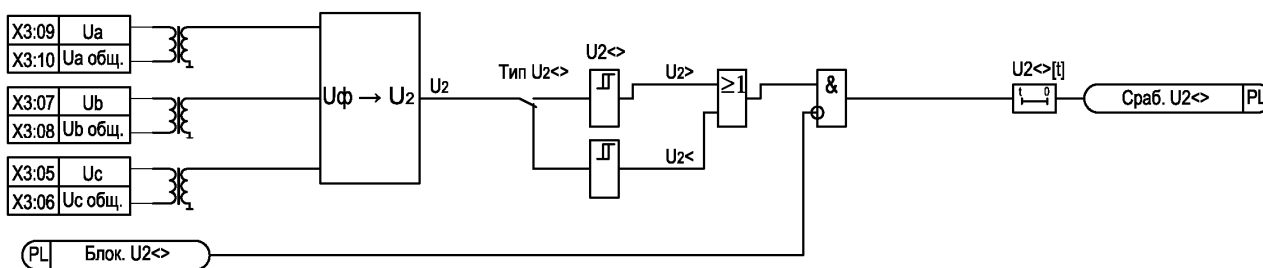 X3:09 Ua
X3:10 Ua общ.
X3:07 Ub
X3:08 Ub общ.
X3:05 Uc
X3:06 Uc общ.
Uф → U2
U2
Тип U2<>
U2<>
U2>
U2<
≥1
&
U2<>[t]
t 0
Сраб. U2<> PL
PL Блок. U2<>